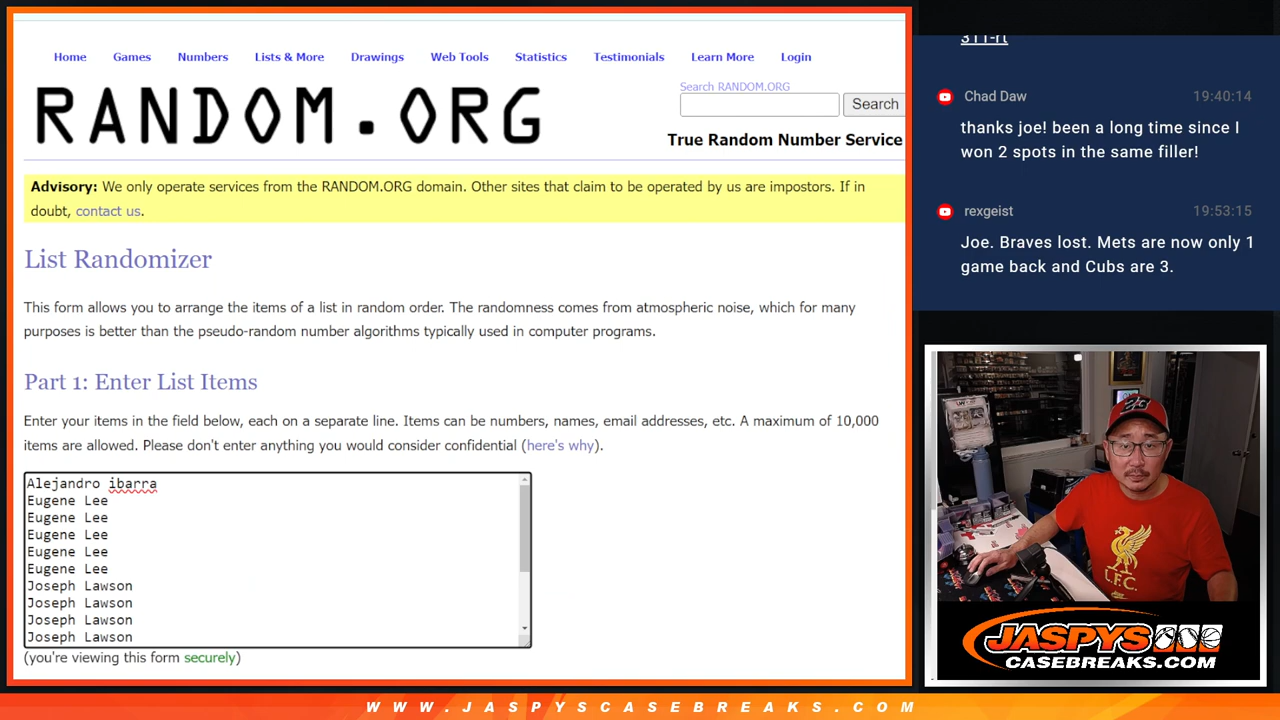 Home Games Numbers Lists & More Drawings Web Tools Statistics Testimonials Learn More Login
RANDOM.ORG
Search RANDOM.ORG
Search
True Random Number Service
Advisory: We only operate services from the RANDOM.ORG domain. Other sites that claim to be operated by us are impostors. If in
doubt, contact us.
List Randomizer
This form allows you to arrange the items of a list in random order. The randomness comes from atmospheric noise, which for many
purposes is better than the pseudo-random number algorithms typically used in computer programs.
Part 1: Enter List Items
Enter your items in the field below, each on a separate line. Items can be numbers, names, email addresses, etc. A maximum of 10,000
items are allowed. Please don't enter anything you would consider confidential (here's why).
Alejandro ibarra
Eugene Lee
Eugene Lee
Eugene Lee
Eugene Lee
Eugene Lee
Joseph Lawson
Joseph Lawson
Joseph Lawson
Joseph Lawson
(you're viewing this form securely)
311-rt
Chad Daw 19:40:14
thanks joe! been a long time since I
won 2 spots in the same filler!
rexgeist 19:53:15
Joe. Braves lost. Mets are now only 1
game back and Cubs are 3.
L.F.C.
JASPYS
CASEBREAKS.COM
WWW.JASPYSCASEBREAKS.COM